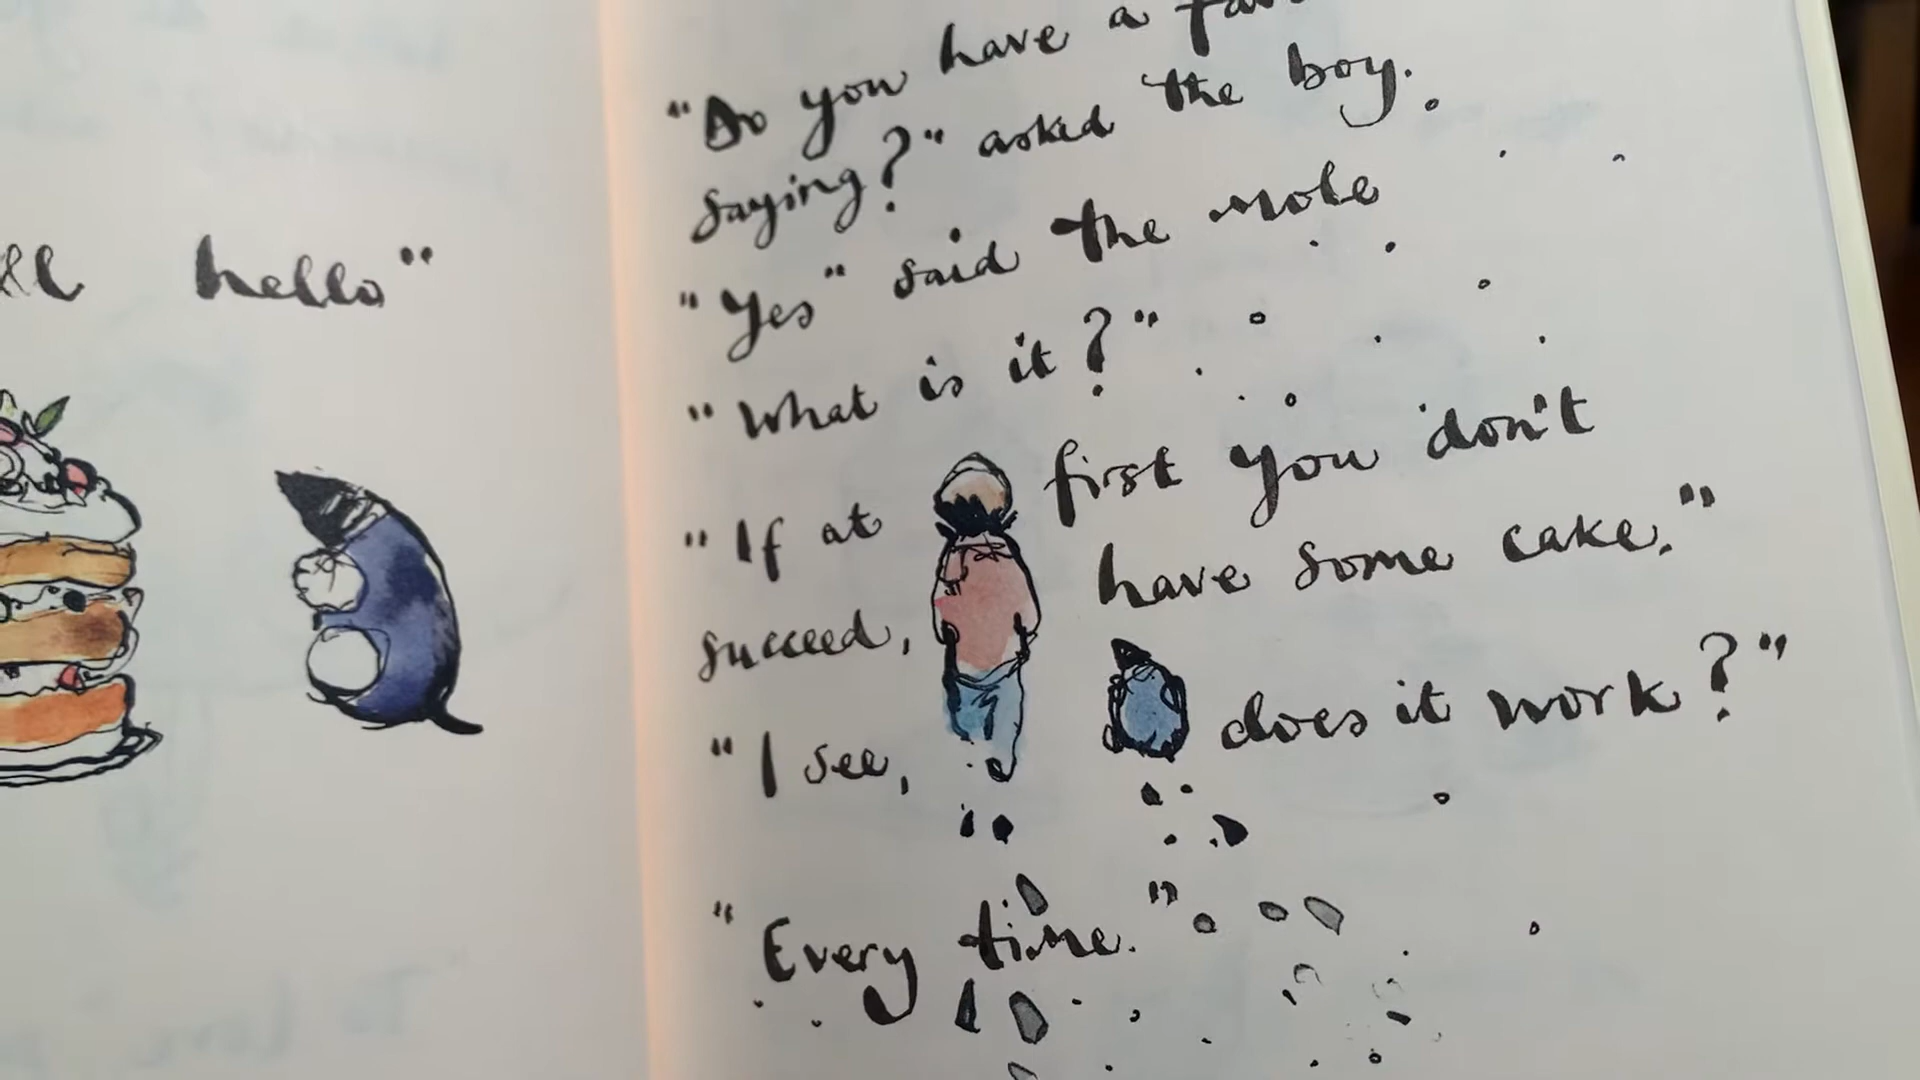 hello"
"Do you have a
saying?" asked the boy.
"Yes" said the mole
"What is it?"
"If at first you don't
succeed, have some cake."
"I see, does it work?"
"Every time."